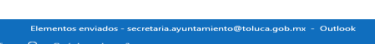 Elementos enviados - secretaria.ayuntamiento@toluca.gob.mx - Outlook